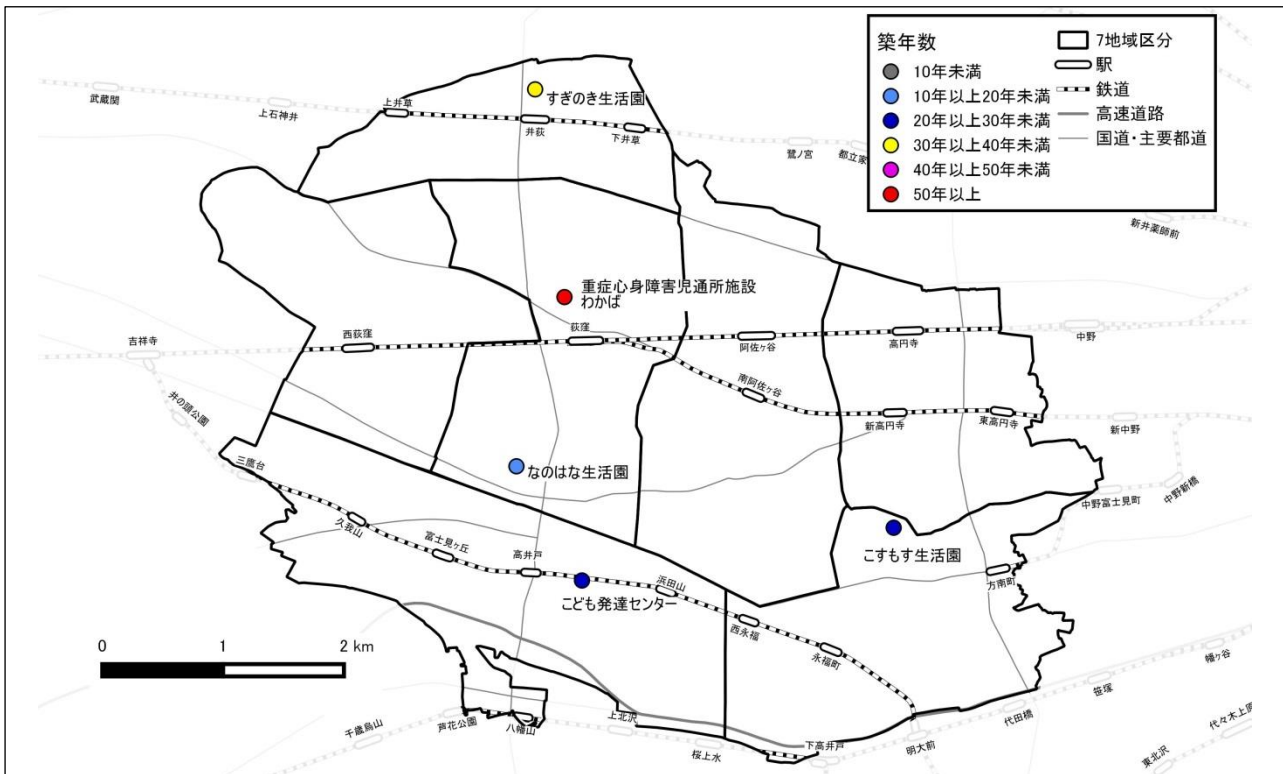 築年数
10年未満
10年以上20年未満
20年以上30年未満
30年以上40年未満
40年以上50年未満
50年以上
7地域区分
駅
鉄道
高速道路
国道・主要都道
武蔵関
上石神井
上井草
すぎのき生活園
井荻
下井草
鷺ノ宮
都立家
新井薬師前
重症心身障害児通所施設
わかば
吉祥寺
西荻窪
荻窪
阿佐ヶ谷
高円寺
中野
井の頭公園
南阿佐ヶ谷
新高円寺
東高円寺
新中野
三鷹台
なのはな生活園
中野富士見町
中野新橋
久我山
富士見ヶ丘
高井戸
こども発達センター
浜田山
こすもす生活園
方南町
西永福
永福町
0
1
2 km
千歳烏山
芦花公園
八幡山
上北沢
桜上水
下高井戸
明大前
代田橋
笹塚
幡ヶ谷
東北沢
代々木上原